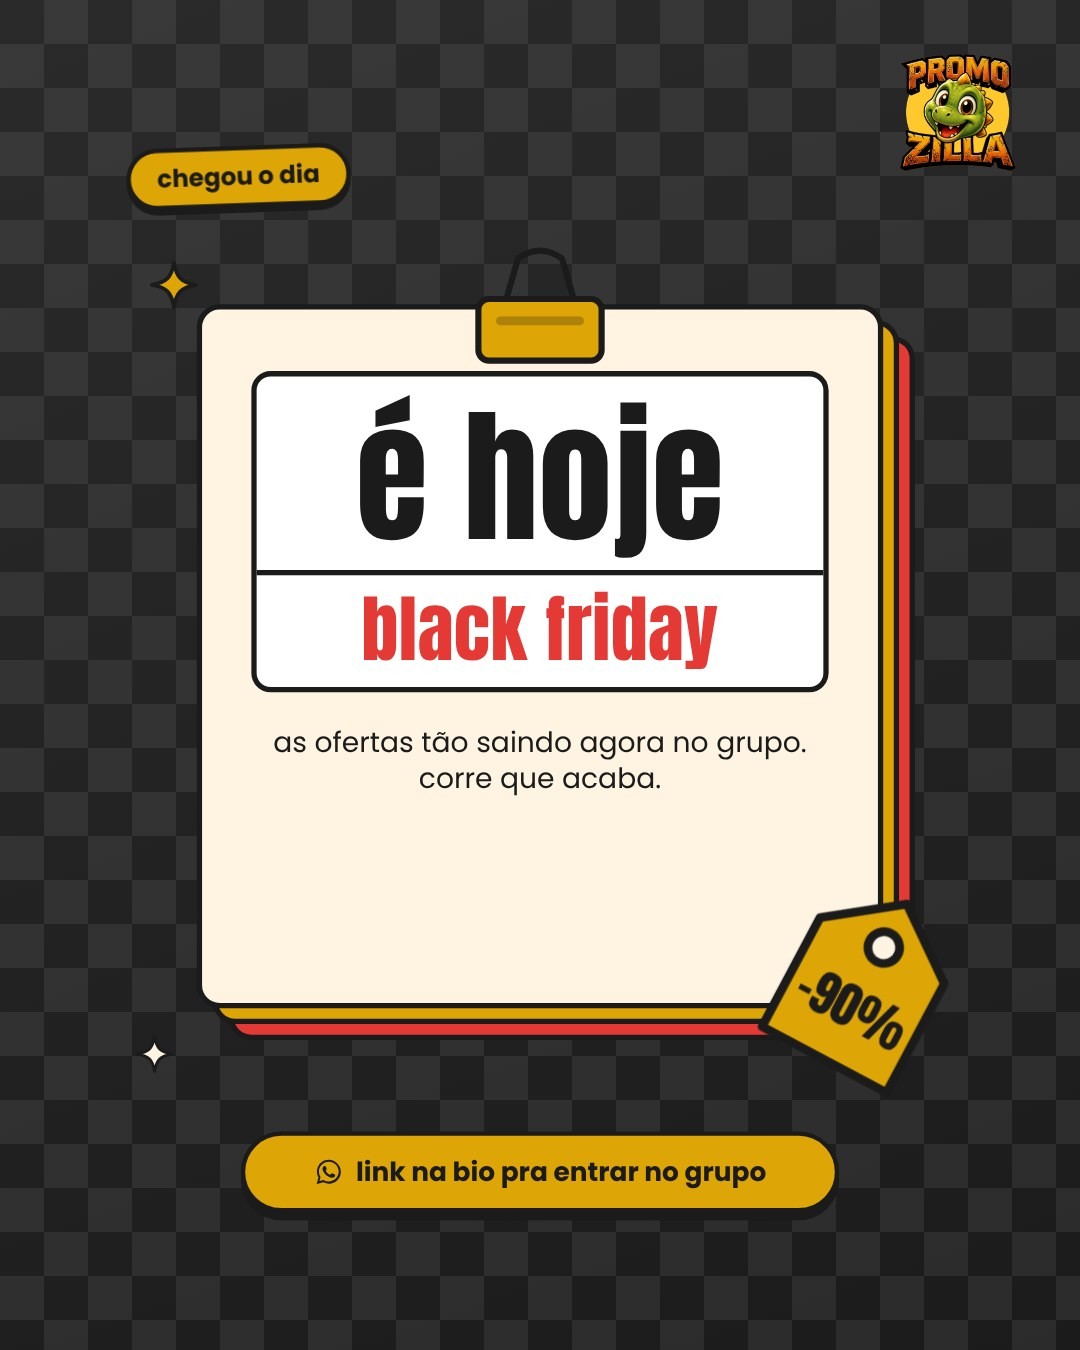 PROMO
ZILLA
chegou o dia
é hoje
black friday
as ofertas tão saindo agora no grupo.
corre que acaba.
-90%
link na bio pra entrar no grupo